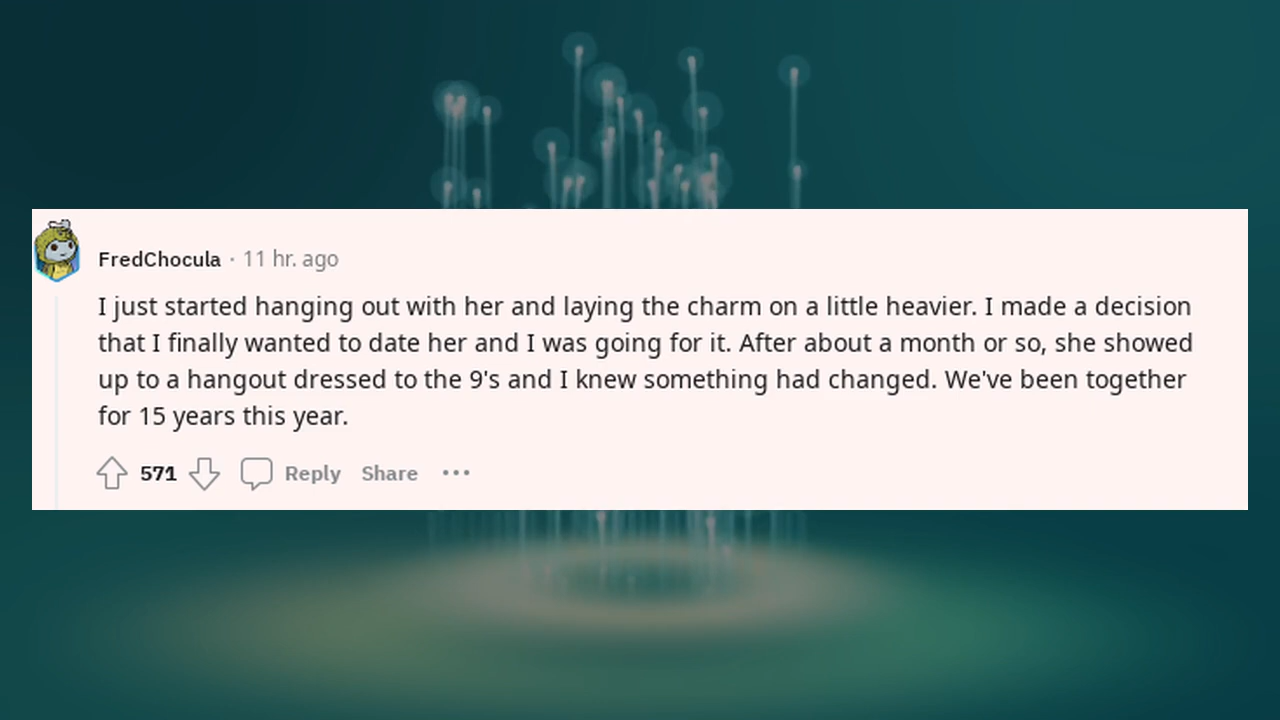 FredChocula · 11 hr. ago
I just started hanging out with her and laying the charm on a little heavier. I made a decision
that I finally wanted to date her and I was going for it. After about a month or so, she showed
up to a hangout dressed to the 9's and I knew something had changed. We've been together
for 15 years this year.
571 Reply Share •••